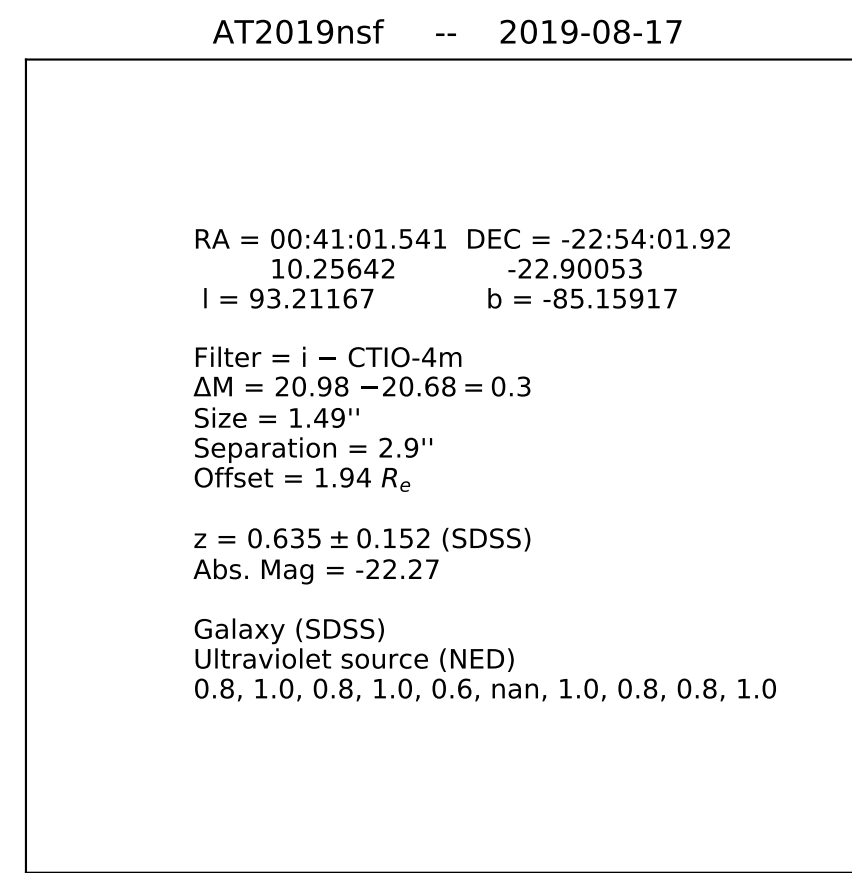 AT2019nsf -- 2019-08-17
RA = 00:41:01.541 DEC = -22:54:01.92
10.25642 -22.90053
l = 93.21167 b = -85.15917
Filter = i − CTIO-4m
ΔM = 20.98 −20.68 = 0.3
Size = 1.49''
Separation = 2.9''
Offset = 1.94 Re
z = 0.635 ± 0.152 (SDSS)
Abs. Mag = -22.27
Galaxy (SDSS)
Ultraviolet source (NED)
0.8, 1.0, 0.8, 1.0, 0.6, nan, 1.0, 0.8, 0.8, 1.0